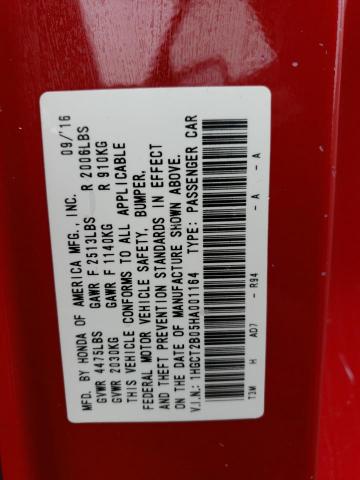 MFD. BY HONDA OF AMERICA MFG., INC. 09/'16
GVWR 4475LBS GAWR F 2513LBS R 2006LBS
GVWR 2030KG GAWR F 1140KG R 910KG
THIS VEHICLE CONFORMS TO ALL APPLICABLE
FEDERAL MOTOR VEHICLE SAFETY, BUMPER,
AND THEFT PREVENTION STANDARDS IN EFFECT
ON THE DATE OF MANUFACTURE SHOWN ABOVE.
V.I.N.: 1HGCT2B05HA001164 TYPE: PASSENGER CAR
T3M H AD7 - R94 - A - A